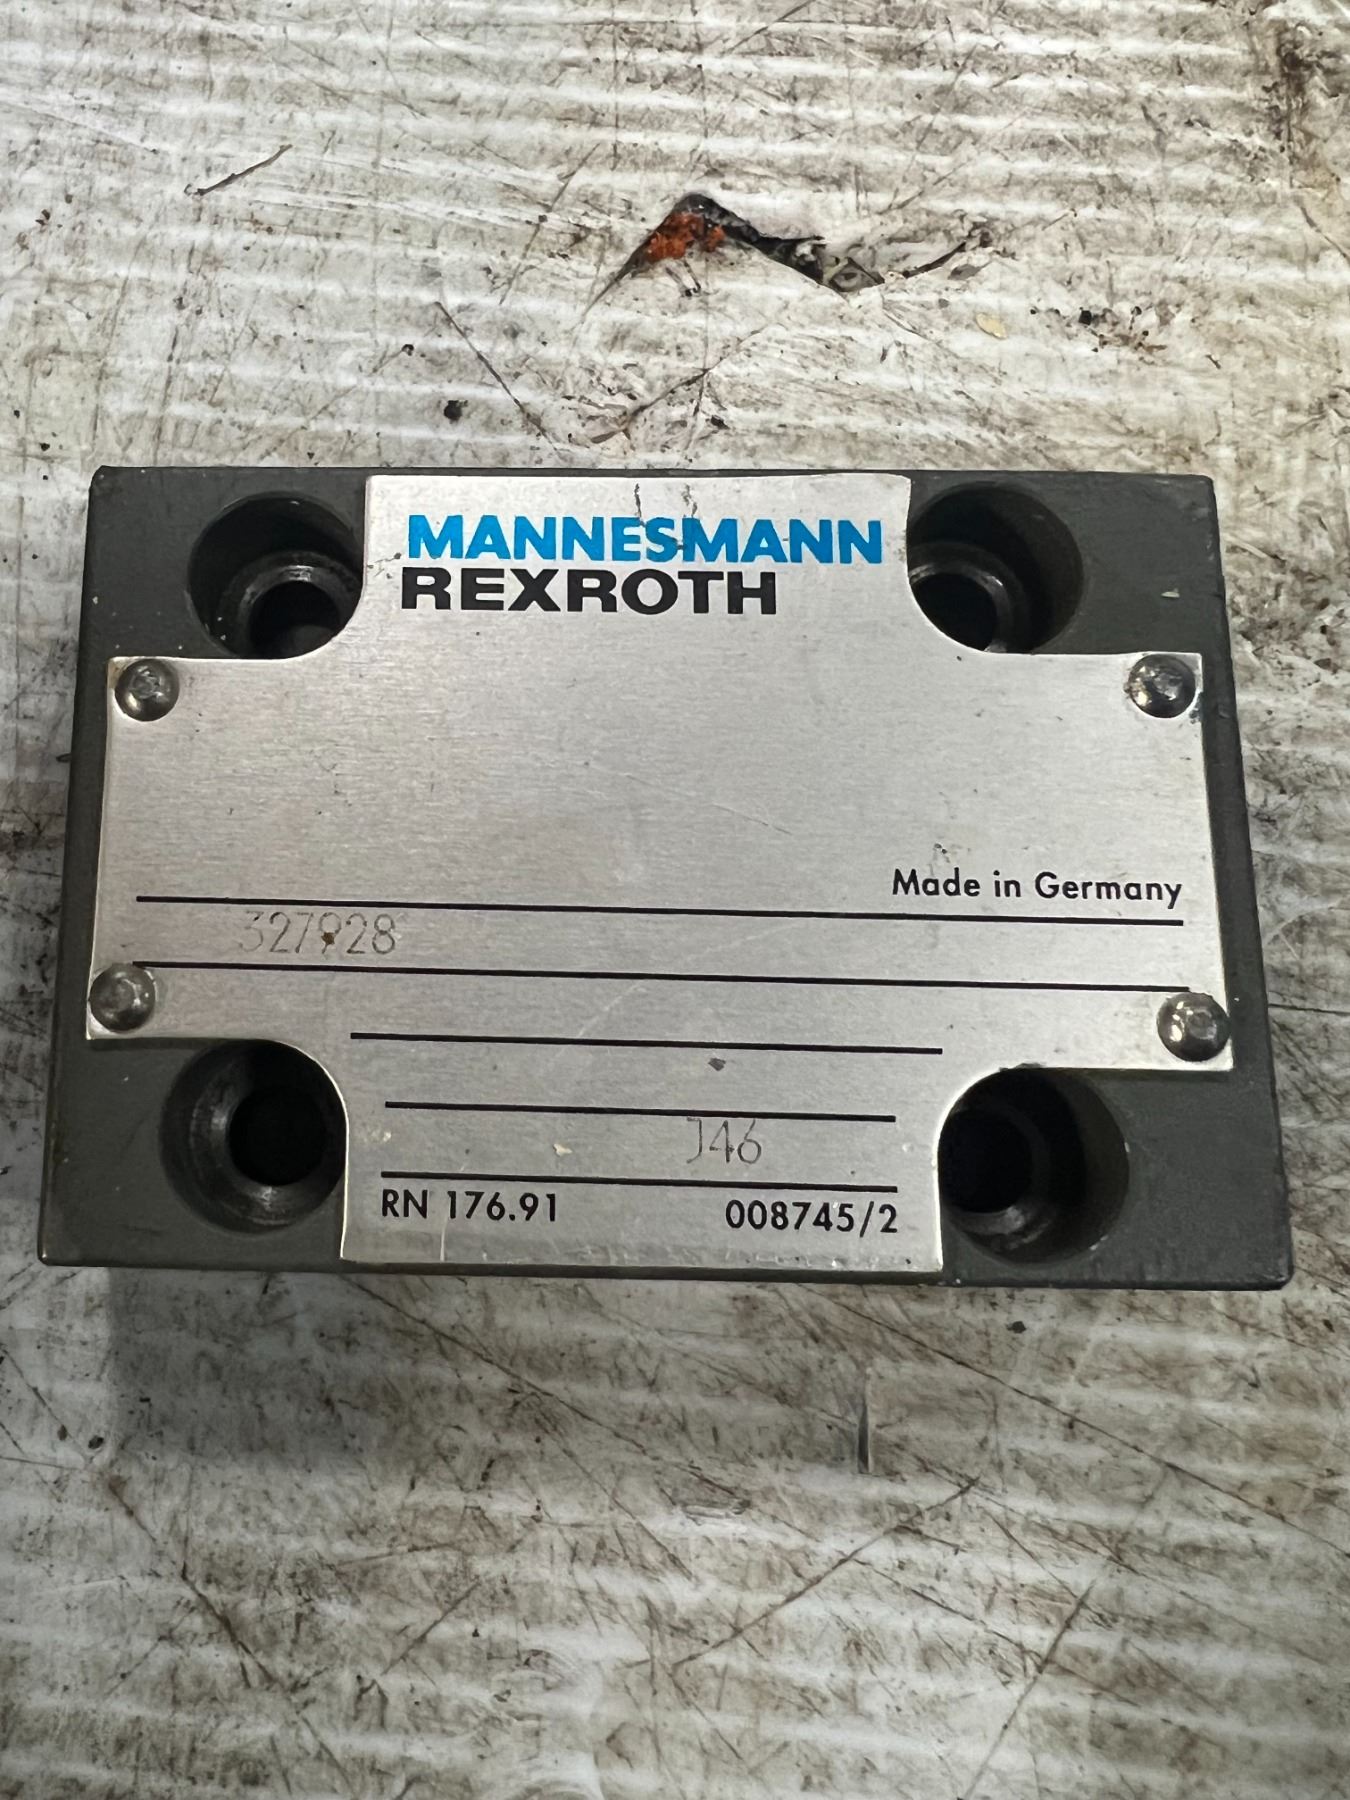 MANNESMANN
REXROTH
Made in Germany
327928
J46
RN 176.91 008745/2